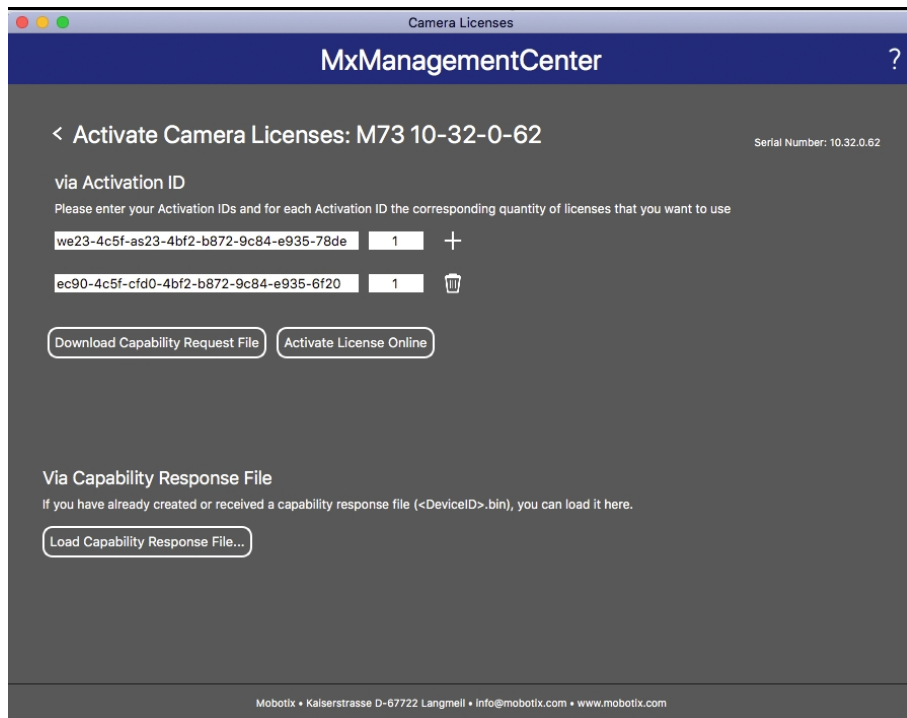 Camera Licenses
MxManagementCenter
?
< Activate Camera Licenses: M73 10-32-0-62
Serial Number: 10.32.0.62
via Activation ID
Please enter your Activation IDs and for each Activation ID the corresponding quantity of licenses that you want to use
we23-4c5f-as23-4bf2-b872-9c84-e935-78de 1 +
ec90-4c5f-cfd0-4bf2-b872-9c84-e935-6f20 1
Download Capability Request File Activate License Online
Via Capability Response File
If you have already created or received a capability response file (<DeviceID>.bin), you can load it here.
Load Capability Response File...
Mobotix • Kaiserstrasse D-67722 Langmeil • info@mobotix.com • www.mobotix.com